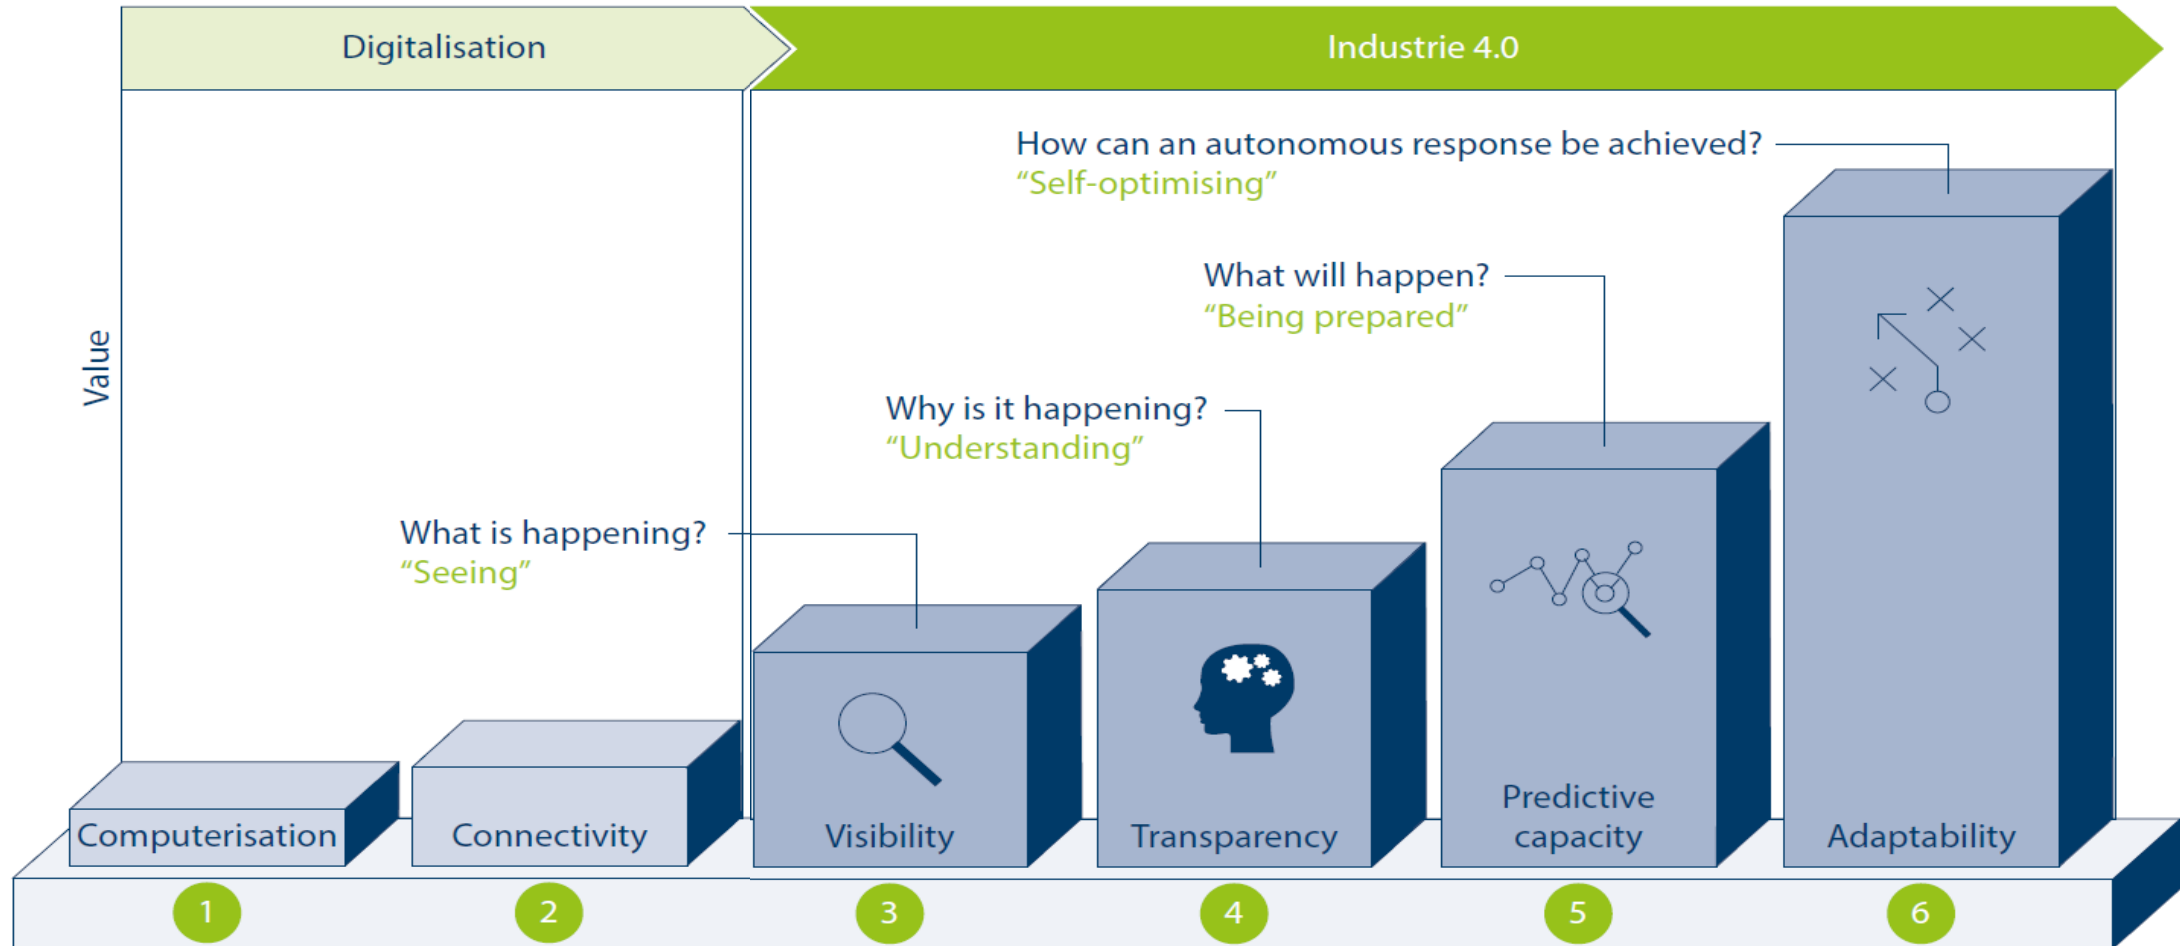 Digitalisation
Industrie 4.0
Value
How can an autonomous response be achieved?
“Self-optimising”
What will happen?
“Being prepared”
Why is it happening?
“Understanding”
What is happening?
“Seeing”
Computerisation
Connectivity
Visibility
Transparency
Predictive
capacity
Adaptability
1
2
3
4
5
6